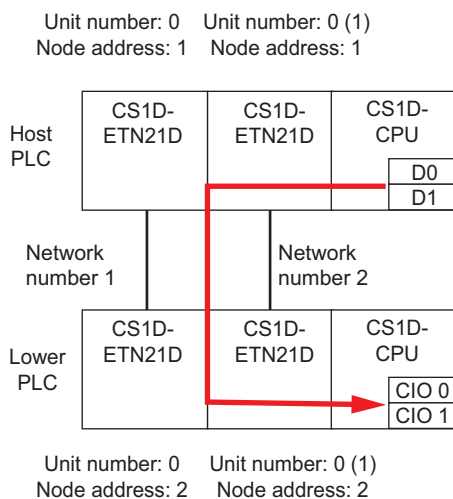 Unit number: 0 Unit number: 0 (1)
Node address: 1 Node address: 1
Host
PLC
CS1D-
ETN21D
CS1D-
ETN21D
CS1D-
CPU
D0
D1
Network
number 1
Network
number 2
Lower
PLC
CS1D-
ETN21D
CS1D-
ETN21D
CS1D-
CPU
CIO 0
CIO 1
Unit number: 0 Unit number: 0 (1)
Node address: 2 Node address: 2